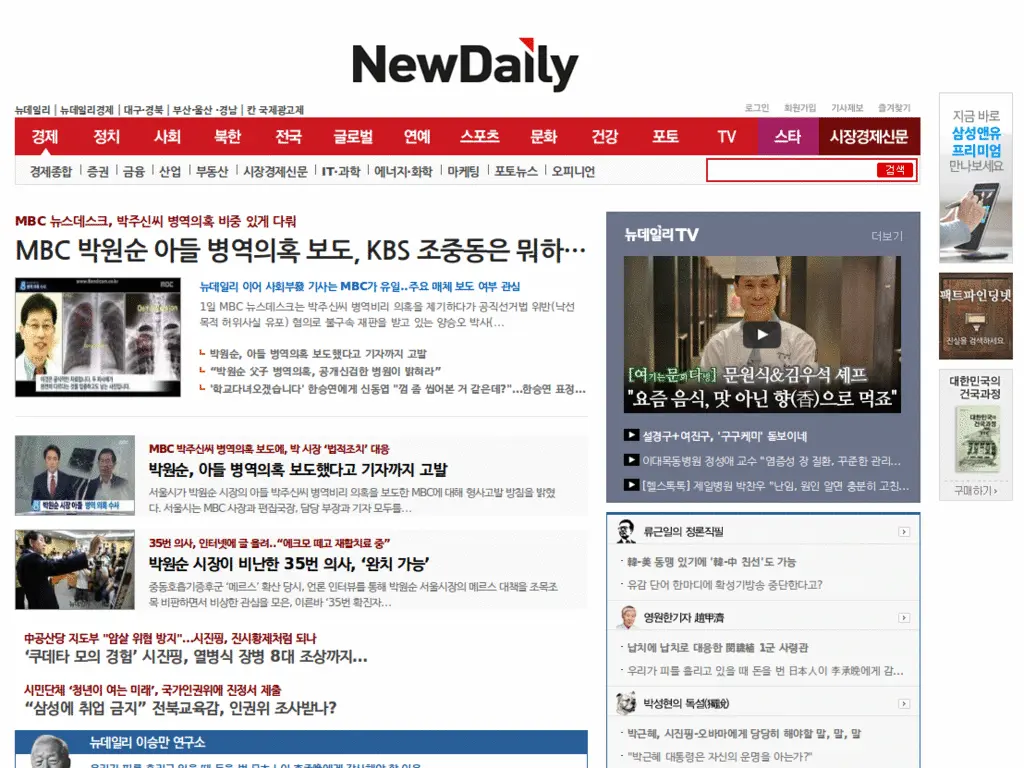 NewDaily
뉴데일리 | 뉴데일리경제 | 대구·경북 | 부산·울산 ·경남 | 칸 국제광고제
로그인 회원가입 기사제보 즐겨찾기
경제 정치 사회 북한 전국 글로벌 연예 스포츠 문화 건강 포토 TV 스타 시장경제신문
경제종합 | 증권 | 금융 | 산업 | 부동산 | 시장경제신문 | IT·과학 | 에너지·화학 | 마케팅 | 포토뉴스 | 오피니언
검색
MBC 뉴스데스크, 박주신씨 병역의혹 비중 있게 다뤄
MBC 박원순 아들 병역의혹 보도, KBS 조중동은 뭐하…
뉴데일리 이어 사회부發 기사는 MBC가 유일..주요 매체 보도 여부 관심
1일 MBC 뉴스데스크는 박주신씨 병역비리 의혹을 제기하다가 공직선거법 위반(낙선
목적 허위사실 유포) 혐의로 불구속 재판을 받고 있는 양승오 박사(…
박원순, 아들 병역의혹 보도했다고 기자까지 고발
"박원순 父子 병역의혹, 공개신검한 병원이 밝혀라"
'학교다녀오겠습니다' 한승연에게 신동엽 "껌 좀 씹어본 거 같은데?"...한승연 표정...
MBC
MBC 박주신씨 병역의혹 보도에, 박 시장 '법적조치' 대응
박원순, 아들 병역의혹 보도했다고 기자까지 고발
서울시가 박원순 시장의 아들 박주신씨 병역비리 의혹을 보도한 MBC에 대해 형사고발 방침을 밝혔
다. 서울시는 MBC 사장과 편집국장, 담당 부장과 기자 모두를…
박원순 시장 아들 병역 의혹 수사
35번 의사, 인터넷에 글 올려.."에크모 떼고 재활치료 중"
박원순 시장이 비난한 35번 의사, '완치 가능'
중동호흡기증후군 '메르스' 확산 당시, 언론 인터뷰를 통해 박원순 서울시장의 메르스 대책을 조목조
목 비판하면서 비상한 관심을 모은, 이른바 '35번 확진자…
中공산당 지도부 "암살 위협 방지"...시진핑, 진시황제처럼 되나
'쿠데타 모의 경험' 시진핑, 열병식 장병 8대 조상까지...
시민단체 '청년이 여는 미래', 국가인권위에 진정서 제출
"삼성에 취업 금지" 전북교육감, 인권위 조사받나?
뉴데일리 이승만 연구소
뉴데일리TV
더보기
[여기는문화다방] 문원식&김우석 셰프
"요즘 음식, 맛 아닌 향(香)으로 먹죠"
설경구+여진구, '구구케미' 돋보이네
이대목동병원 정성애 교수 "염증성 장 질환, 꾸준한 관리...
[헬스톡톡] 제일병원 박찬우 "난임, 원인 알면 충분히 고친...
류근일의 정론직필
· 韓-美 동맹 있기에 '韓-中 친선'도 가능
· 유감 단어 한마디에 확성기방송 중단한다고?
영원한기자 趙甲濟
· 납치에 납치로 대응한 閔機植 1군 사령관
· 우리가 피를 흘리고 있을 때 돈을 번 日本人이 李承晩에게 감...
박성현의 독설(獨說)
· 박근혜, 시진핑-오바마에게 당당히 해야할 말, 말, 말
· "박근혜 대통령은 자신의 운명을 아는가?"
지금 바로
삼성앤유
프리미엄
만나보세요
팩트파인딩넷
진실을 검색하세요
대한민국의
건국과정
구매하기 ›